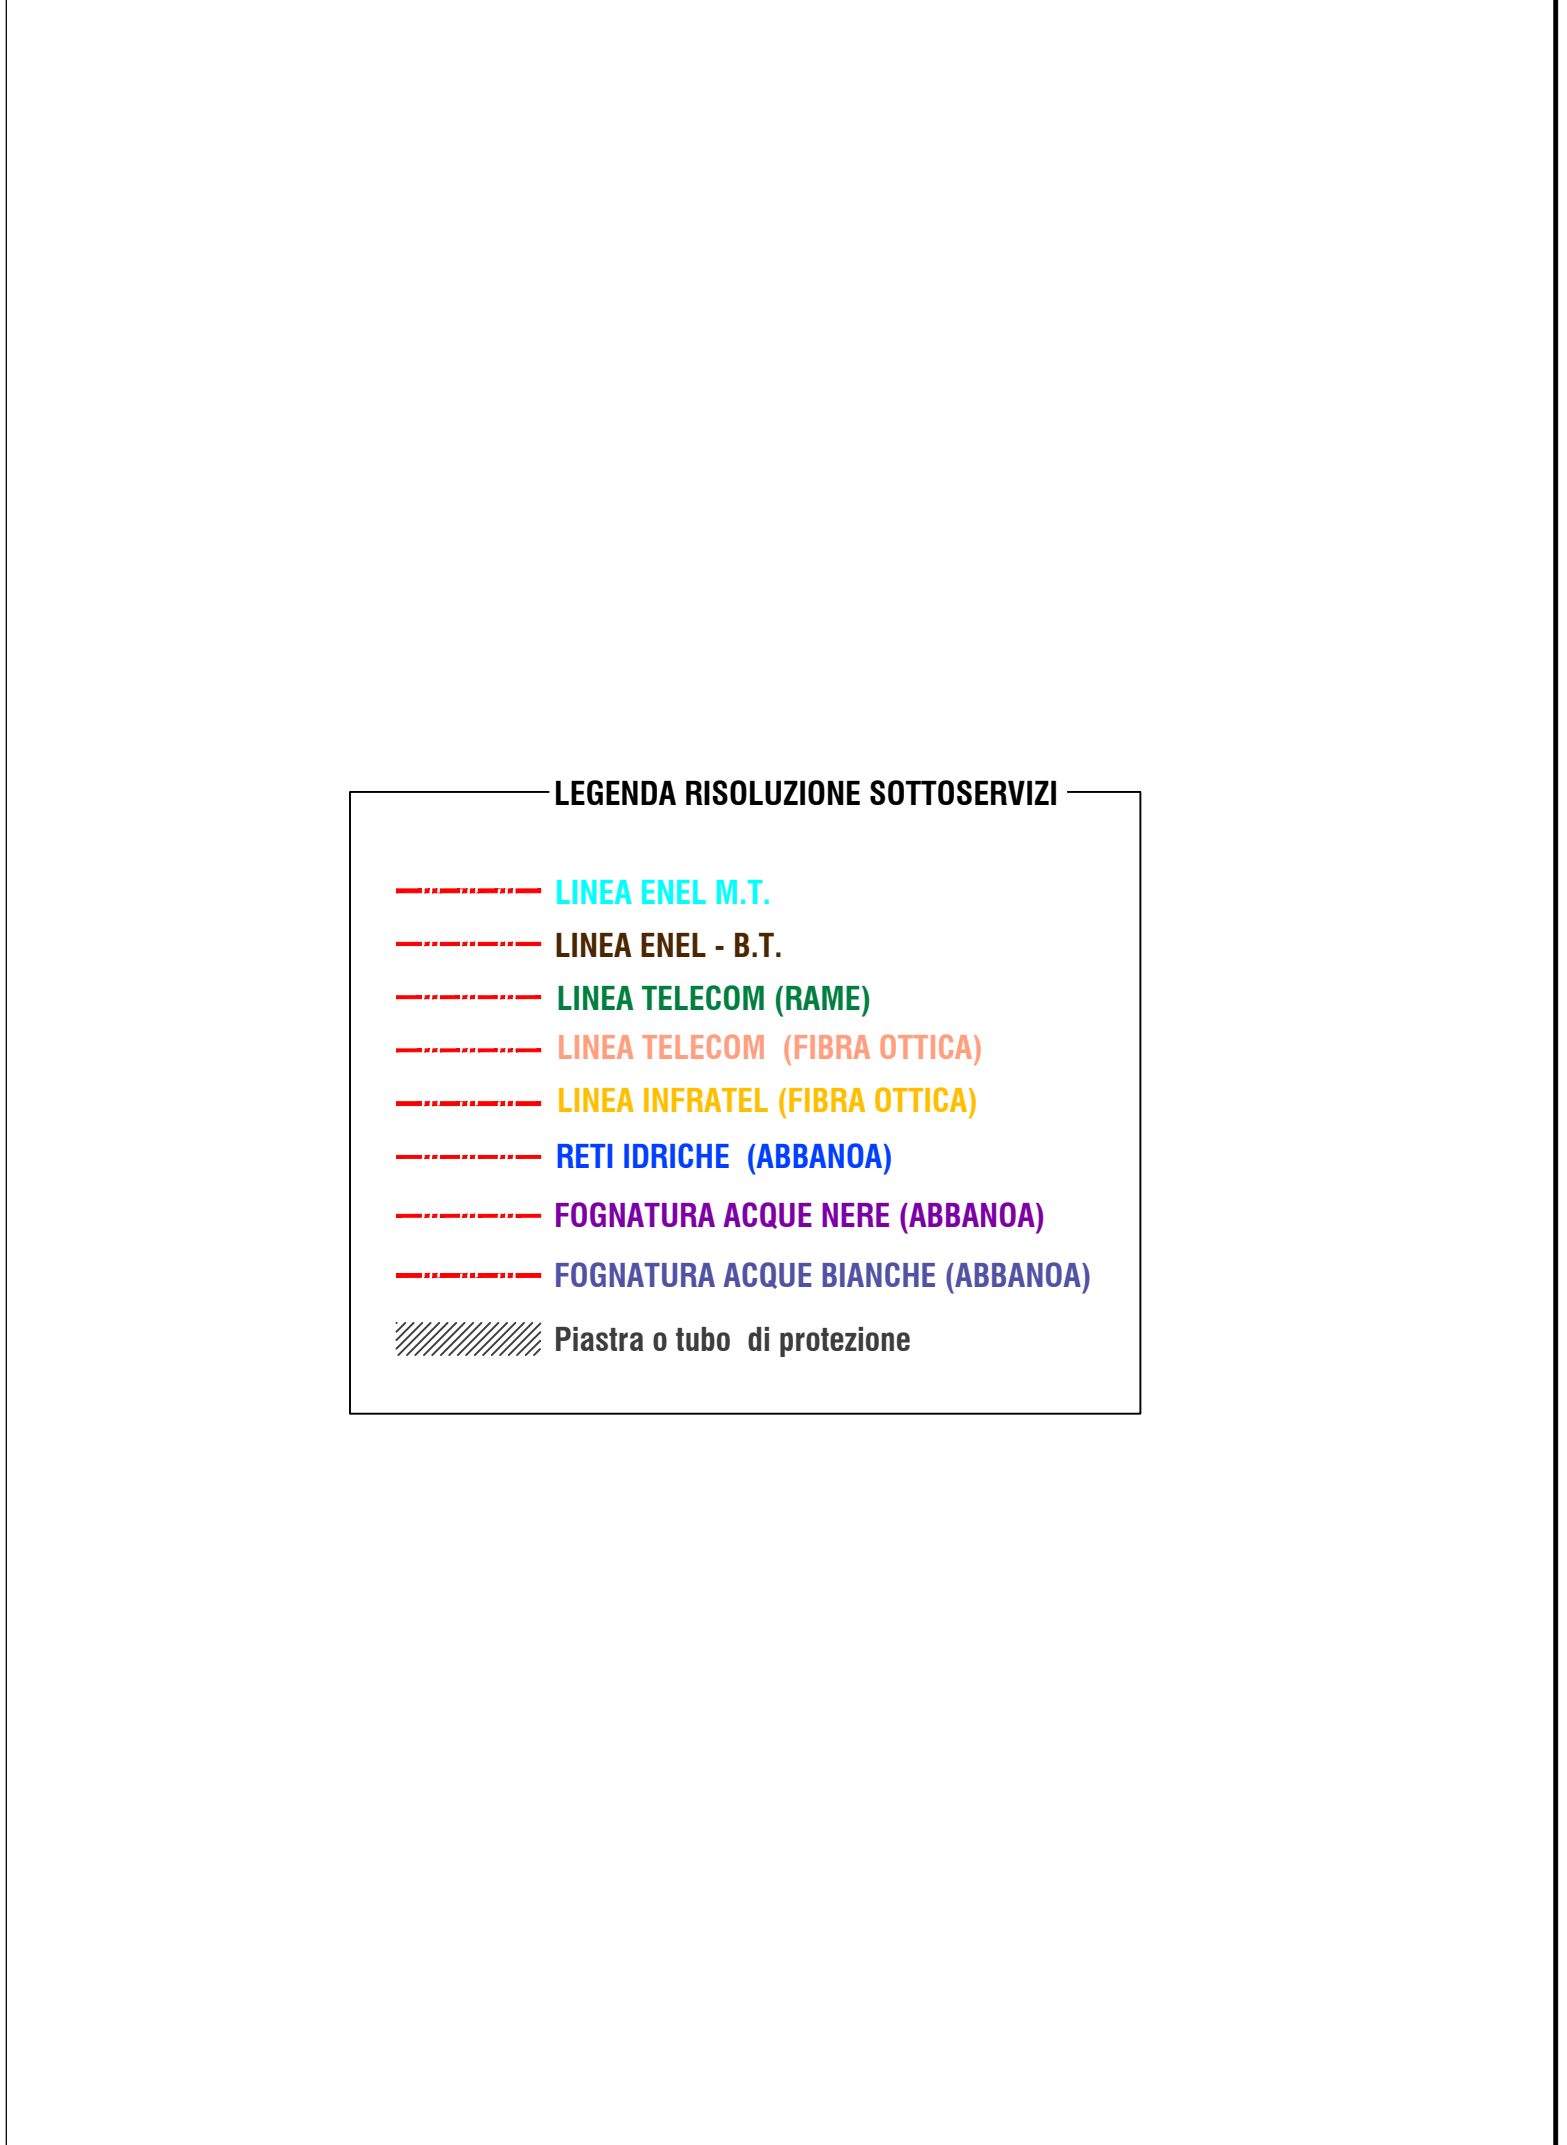 LEGENDA RISOLUZIONE SOTTOSERVIZI
LINEA ENEL M.T.
LINEA ENEL - B.T.
LINEA TELECOM (RAME)
LINEA TELECOM (FIBRA OTTICA)
LINEA INFRATEL (FIBRA OTTICA)
RETI IDRICHE (ABBANOA)
FOGNATURA ACQUE NERE (ABBANOA)
FOGNATURA ACQUE BIANCHE (ABBANOA)
Piastra o tubo di protezione